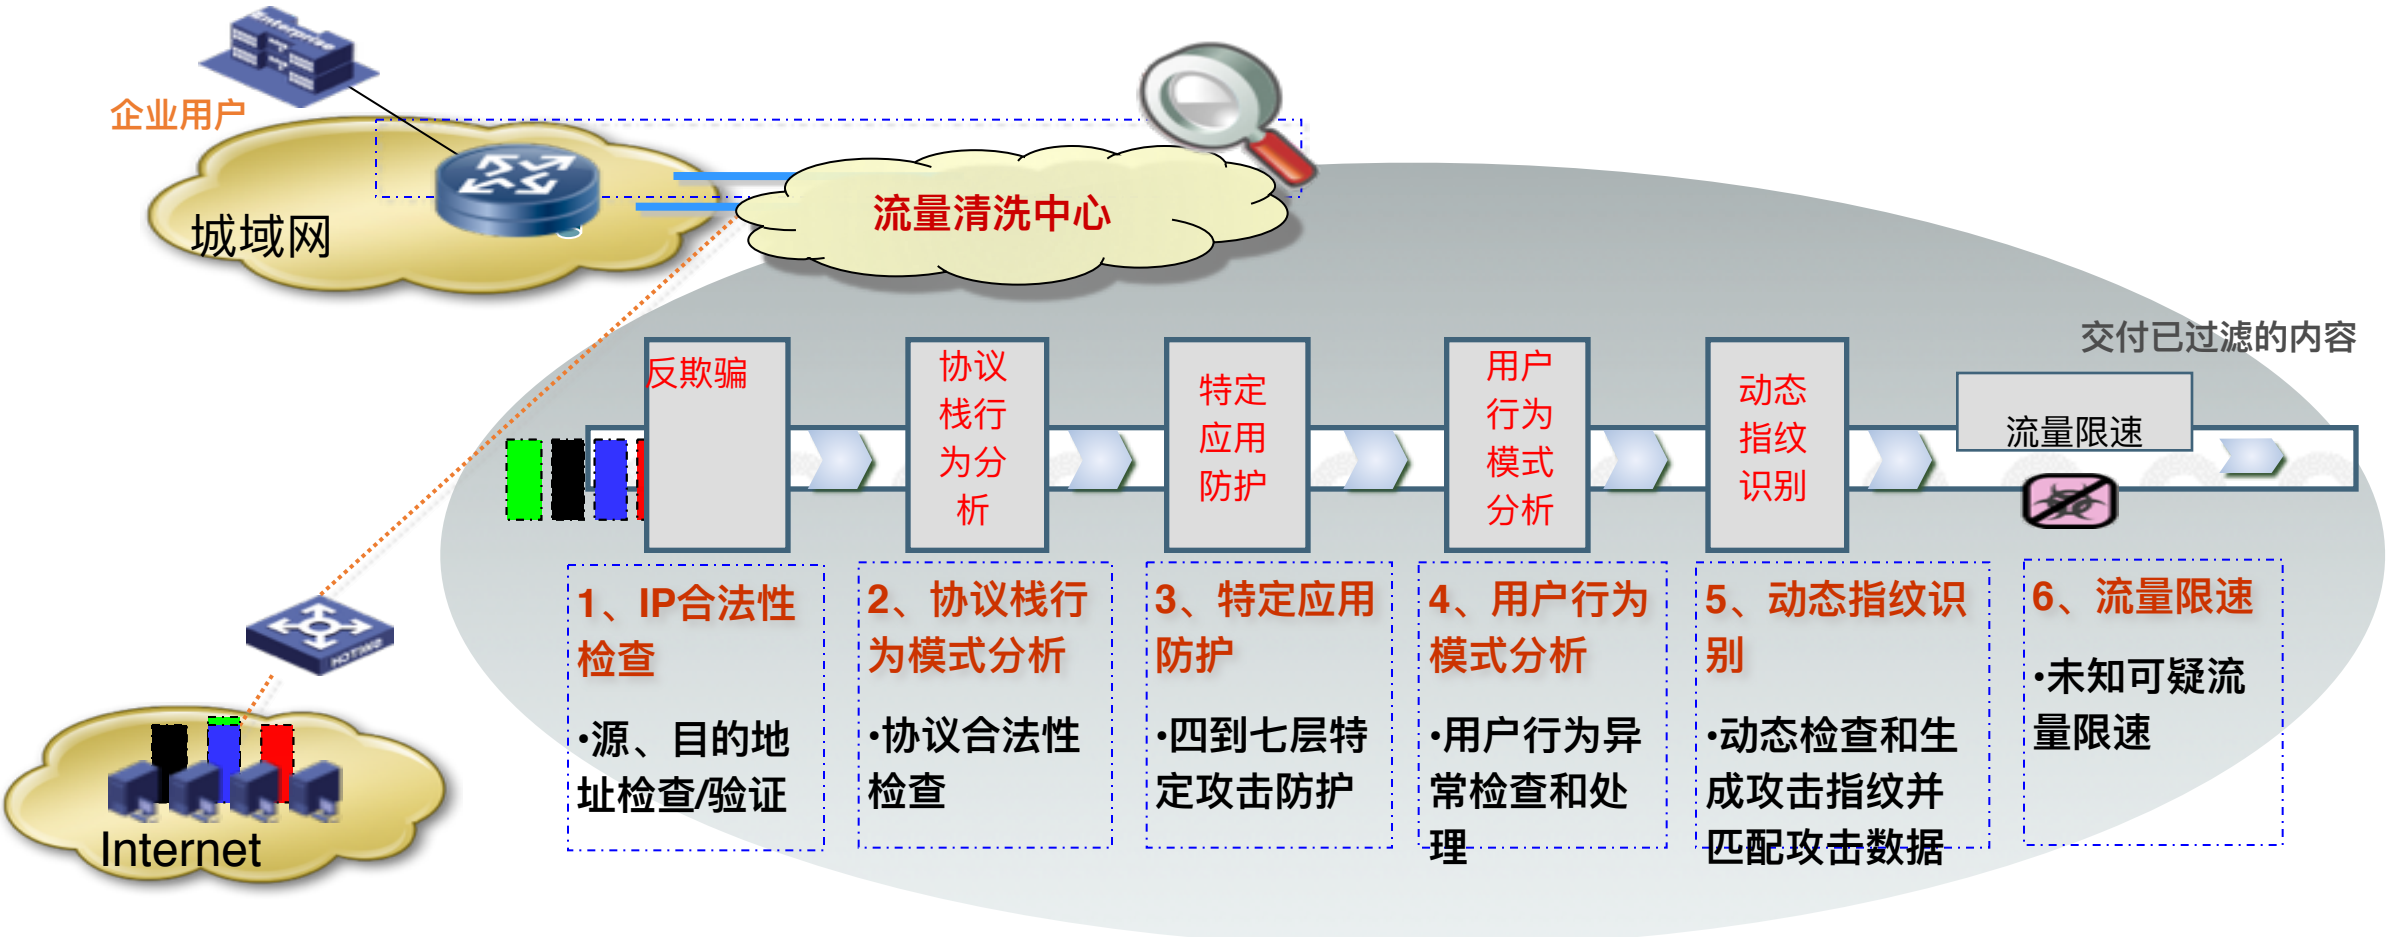 Enterprise
企业用户
城域网
流量清洗中心
交付已过滤的内容
反欺骗
协议
栈行
为分
析
特定
应用
防护
用户
行为
模式
分析
动态
指纹
识别
流量限速
1、IP合法性
检查
•源、目的地
址检查/验证
2、协议栈行
为模式分析
•协议合法性
检查
3、特定应用
防护
•四到七层特
定攻击防护
4、用户行为
模式分析
•用户行为异
常检查和处
理
5、动态指纹识
别
•动态检查和生
成攻击指纹并
匹配攻击数据
6、流量限速
•未知可疑流
量限速
Internet